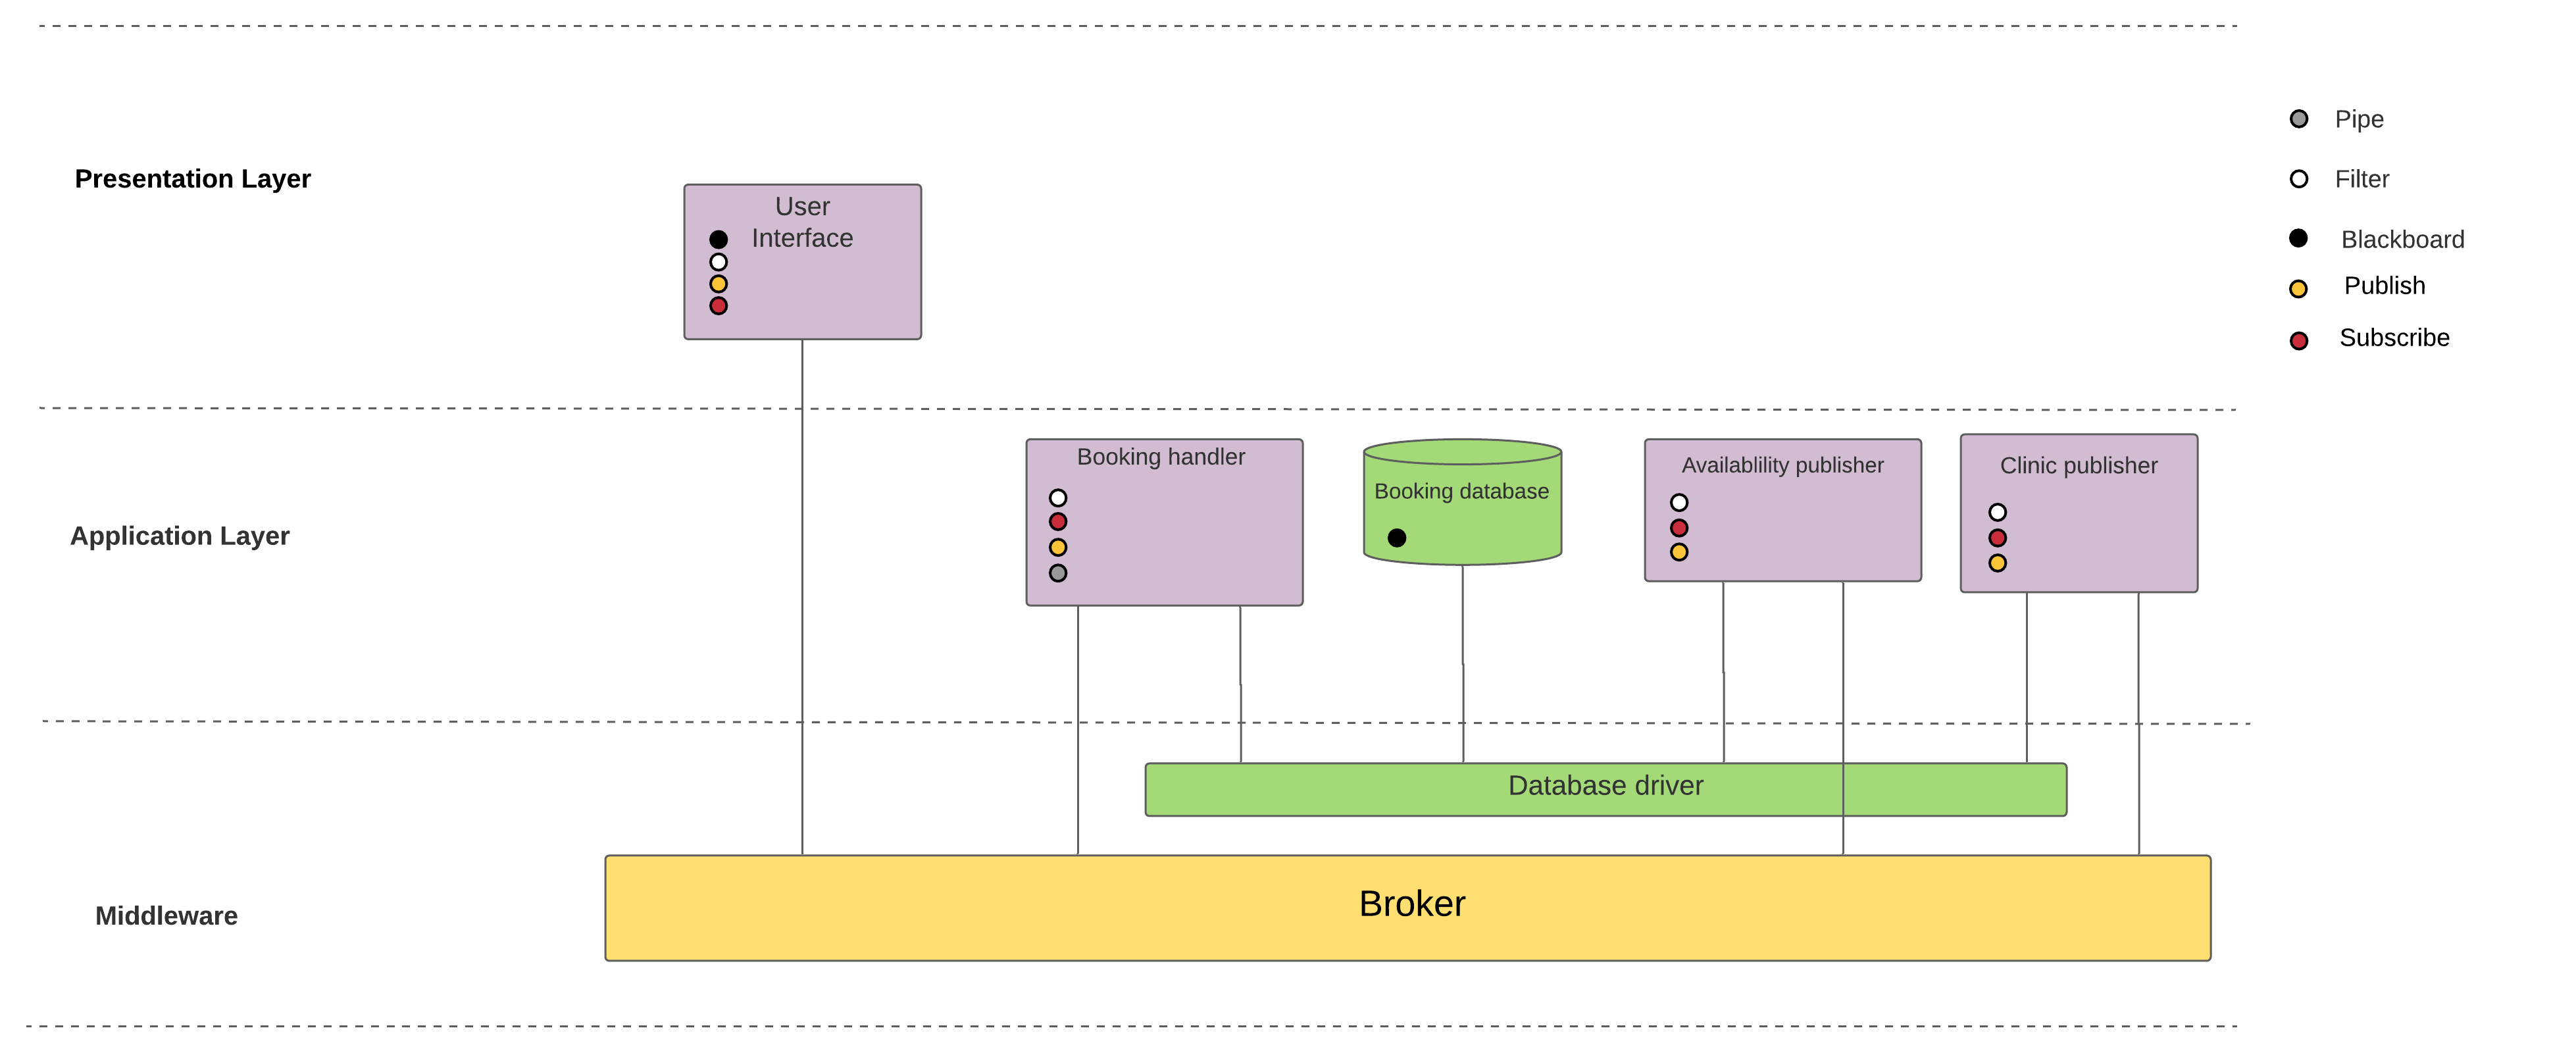 Presentation Layer
User
Interface
Pipe
Filter
Blackboard
Publish
Subscribe
Application Layer
Booking handler
Booking database
Availablility publisher
Clinic publisher
Middleware
Database driver
Broker